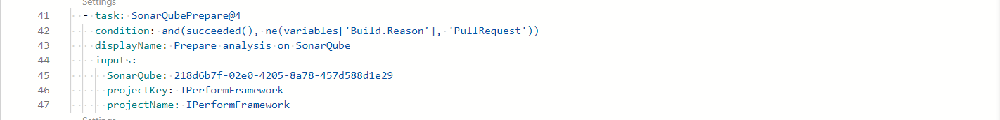 Settings
41 - task: SonarQubePrepare@4
42 condition: and(succeeded(), ne(variables['Build.Reason'], 'PullRequest'))
43 displayName: Prepare analysis on SonarQube
44 inputs:
45 SonarQube: 218d6b7f-02e0-4205-8a78-457d588d1e29
46 projectKey: IPerformFramework
47 projectName: IPerformFramework
Settings